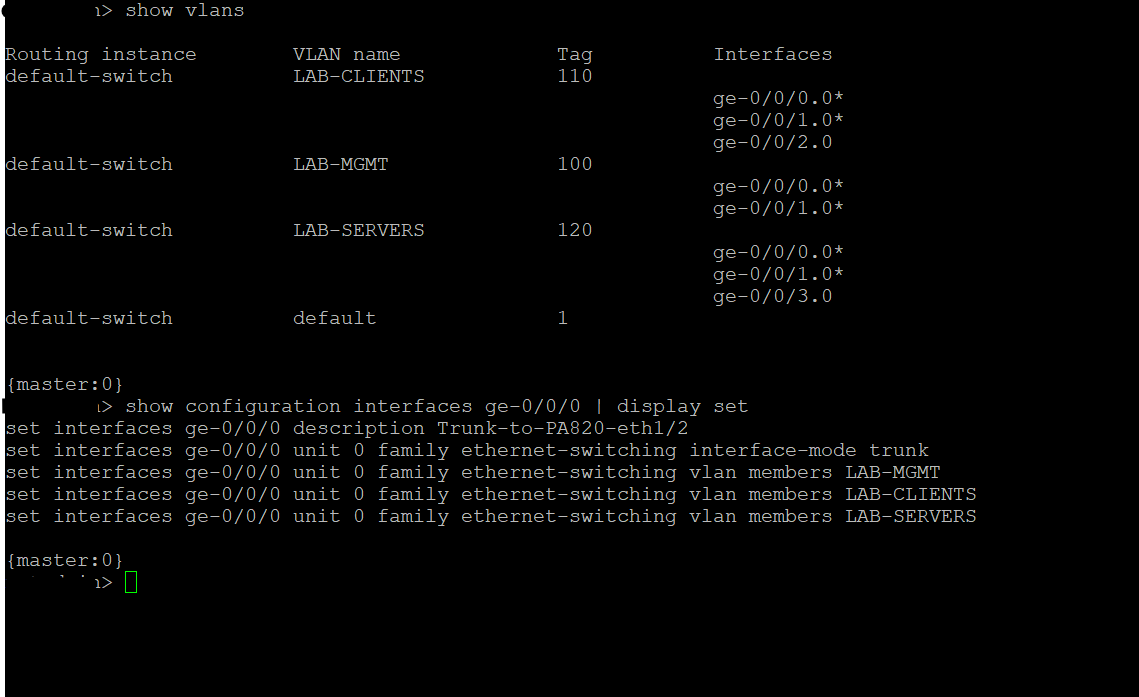 > show vlans
Routing instance VLAN name Tag Interfaces
default-switch LAB-CLIENTS 110
ge-0/0/0.0*
ge-0/0/1.0*
ge-0/0/2.0
default-switch LAB-MGMT 100
ge-0/0/0.0*
ge-0/0/1.0*
default-switch LAB-SERVERS 120
ge-0/0/0.0*
ge-0/0/1.0*
ge-0/0/3.0
default-switch default 1
{master:0}
> show configuration interfaces ge-0/0/0 | display set
set interfaces ge-0/0/0 description Trunk-to-PA820-eth1/2
set interfaces ge-0/0/0 unit 0 family ethernet-switching interface-mode trunk
set interfaces ge-0/0/0 unit 0 family ethernet-switching vlan members LAB-MGMT
set interfaces ge-0/0/0 unit 0 family ethernet-switching vlan members LAB-CLIENTS
set interfaces ge-0/0/0 unit 0 family ethernet-switching vlan members LAB-SERVERS
{master:0}
>